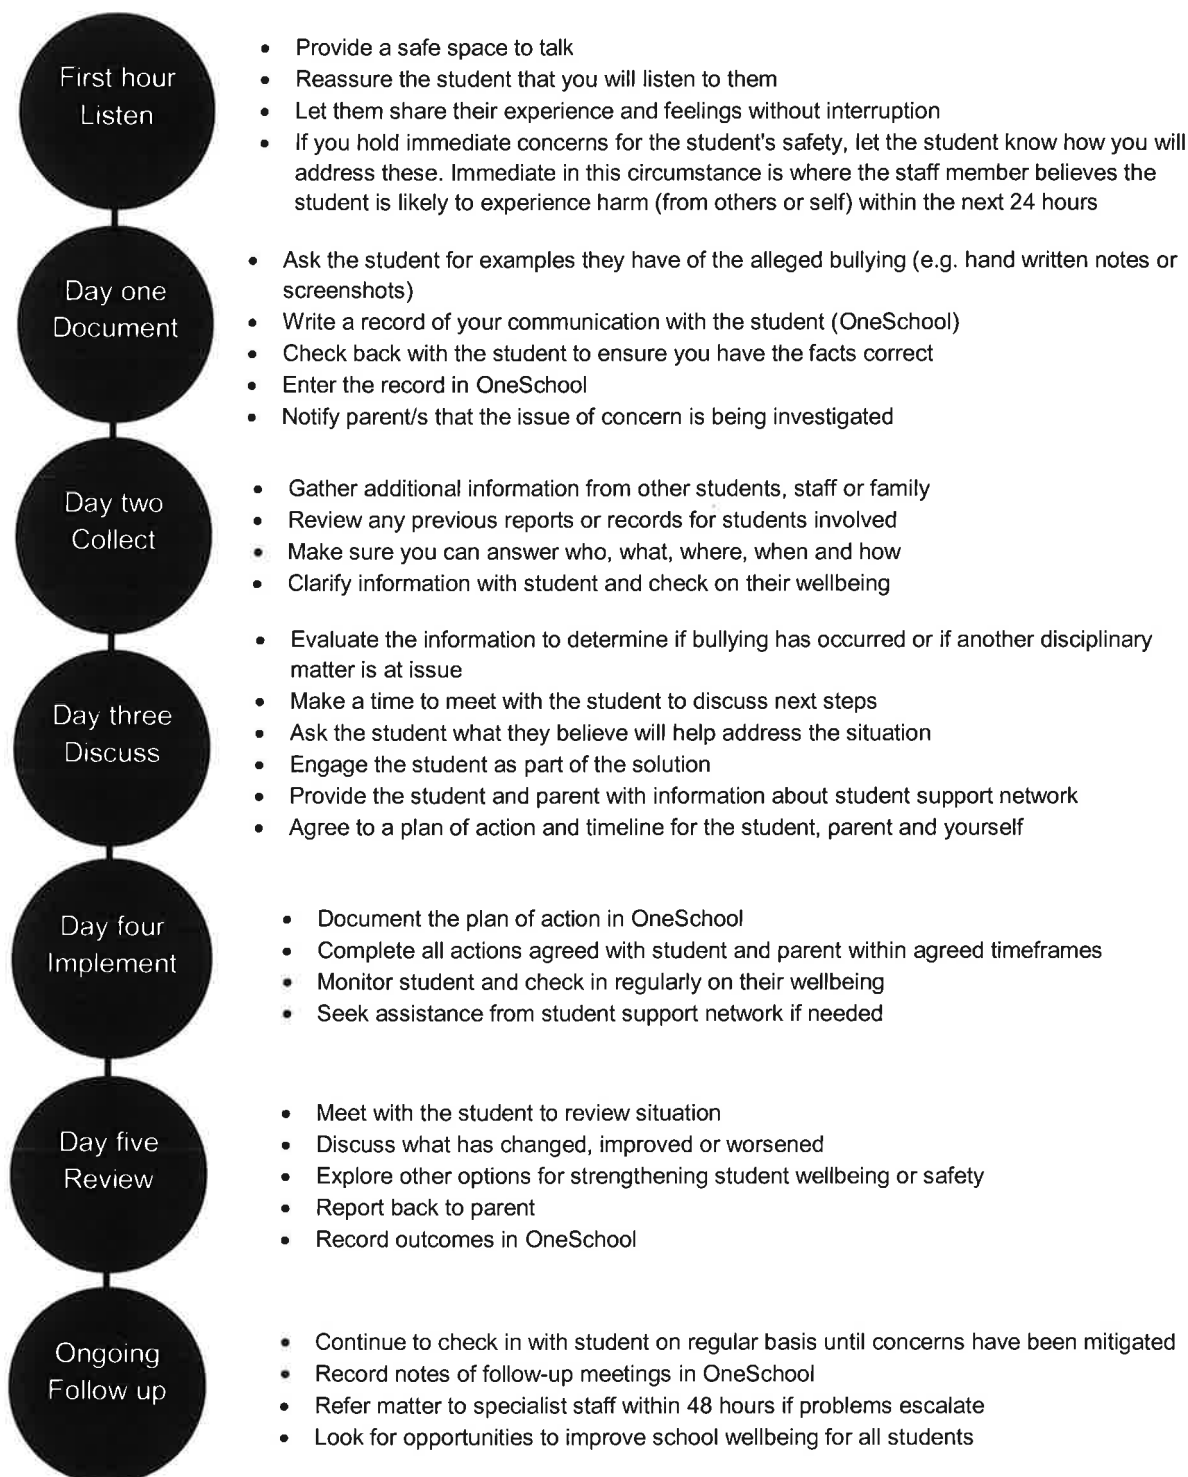 First hour
Listen
• Provide a safe space to talk
• Reassure the student that you will listen to them
• Let them share their experience and feelings without interruption
• If you hold immediate concerns for the student's safety, let the student know how you will
address these. Immediate in this circumstance is where the staff member believes the
student is likely to experience harm (from others or self) within the next 24 hours
Day one
Document
• Ask the student for examples they have of the alleged bullying (e.g. hand written notes or
screenshots)
• Write a record of your communication with the student (OneSchool)
• Check back with the student to ensure you have the facts correct
• Enter the record in OneSchool
• Notify parent/s that the issue of concern is being investigated
Day two
Collect
• Gather additional information from other students, staff or family
• Review any previous reports or records for students involved
• Make sure you can answer who, what, where, when and how
• Clarify information with student and check on their wellbeing
Day three
Discuss
• Evaluate the information to determine if bullying has occurred or if another disciplinary
matter is at issue
• Make a time to meet with the student to discuss next steps
• Ask the student what they believe will help address the situation
• Engage the student as part of the solution
• Provide the student and parent with information about student support network
• Agree to a plan of action and timeline for the student, parent and yourself
Day four
Implement
• Document the plan of action in OneSchool
• Complete all actions agreed with student and parent within agreed timeframes
• Monitor student and check in regularly on their wellbeing
• Seek assistance from student support network if needed
Day five
Review
• Meet with the student to review situation
• Discuss what has changed, improved or worsened
• Explore other options for strengthening student wellbeing or safety
• Report back to parent
• Record outcomes in OneSchool
Ongoing
Follow up
• Continue to check in with student on regular basis until concerns have been mitigated
• Record notes of follow-up meetings in OneSchool
• Refer matter to specialist staff within 48 hours if problems escalate
• Look for opportunities to improve school wellbeing for all students